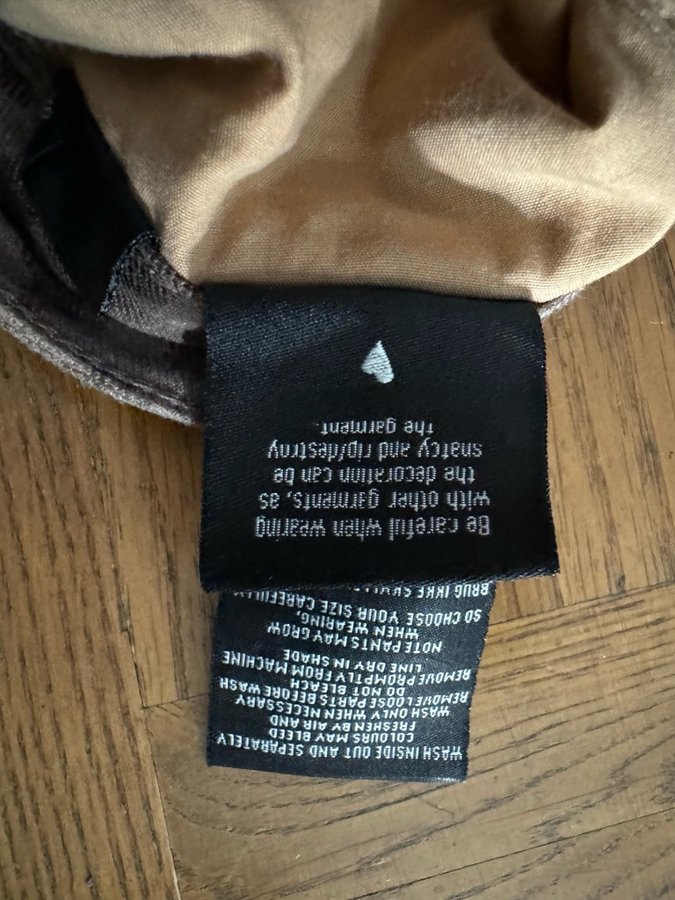 WASH INSIDE OUT AND SEPARATELY
COLOURS MAY BLEED
FRESHEN BY AIR AND
WASH ONLY WHEN NECESSARY
REMOVE LOOSE PARTS BEFORE WASH
DO NOT BLEACH
REMOVE PROMPTLY FROM MACHINE
LINE DRY IN SHADE
NOTE PANTS MAY GROW
WHEN WEARING,
SO CHOOSE YOUR SIZE CAREFULLY
BRUG IKKE
Be careful when wearing
with other garments, as
the decoration can be
snatcy and rip/destroy
the garment.